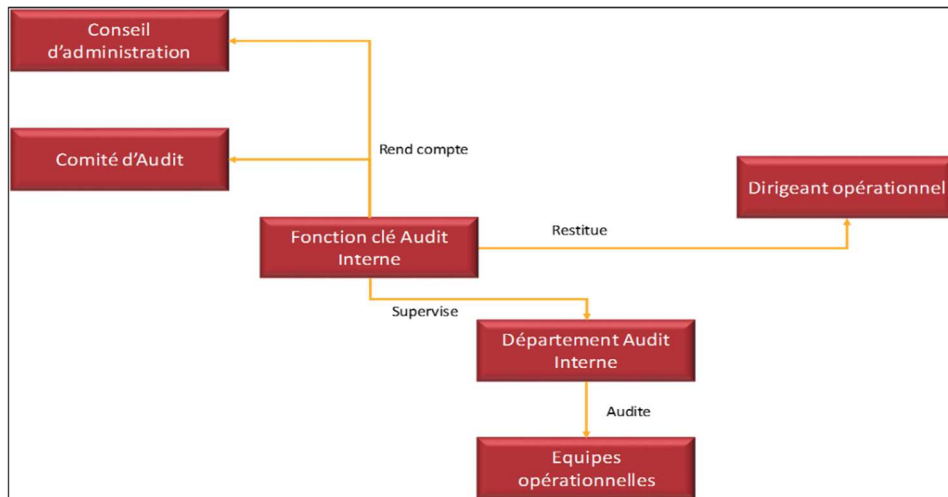 Conseil
d'administration
Comité d'Audit
Rend compte
Dirigeant opérationnel
Fonction clé Audit
Interne
Restitue
Supervise
Département Audit
Interne
Audite
Equipes
opérationnelles